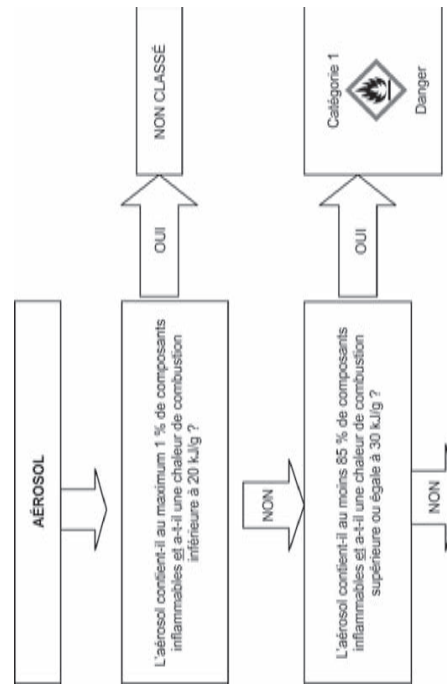 AÉROSOL
L'aérosol contient-il au maximum 1 % de composants
inflammables et a-t-il une chaleur de combustion
inférieure à 20 kJ/g ?
OUI
NON CLASSÉ
NON
L'aérosol contient-il au moins 85 % de composants
inflammables et a-t-il une chaleur de combustion
supérieure ou égale à 30 kJ/g ?
OUI
Catégorie 1
Danger
NON